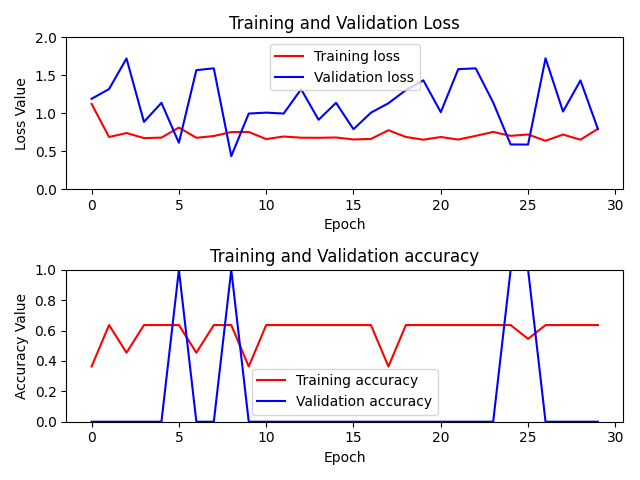 Training and Validation Loss
2.0
1.5
1.0
0.5
0.0
Loss Value
Training loss
Validation loss
0 5 10 15 20 25 30
Epoch
Training and Validation accuracy
1.0
0.8
0.6
0.4
0.2
0.0
Accuracy Value
Training accuracy
Validation accuracy
0 5 10 15 20 25 30
Epoch